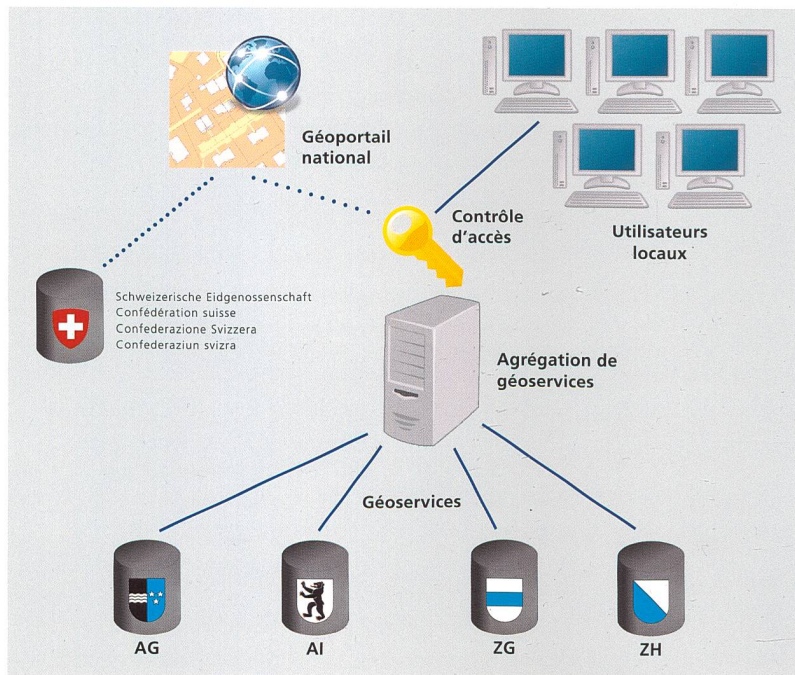 Géoportail
national
Contrôle
d'accès
Utilisateurs
locaux
Schweizerische Eidgenossenschaft
Confédération suisse
Confederazione Svizzera
Confederaziun svizra
Agrégation de
géoservices
Géoservices
AG
AI
ZG
ZH